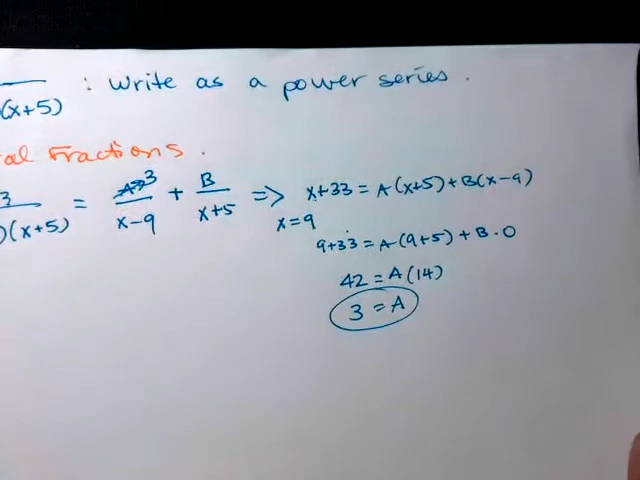 : Write as a power series.
(x+5)
al Fractions.
3 / )(x+5) = A→3 / x-9 + B / x+5 => x+33 = A(x+5) + B(x-9)
x=9
9+33 = A(9+5) + B·0
42 = A(14)
3 = A